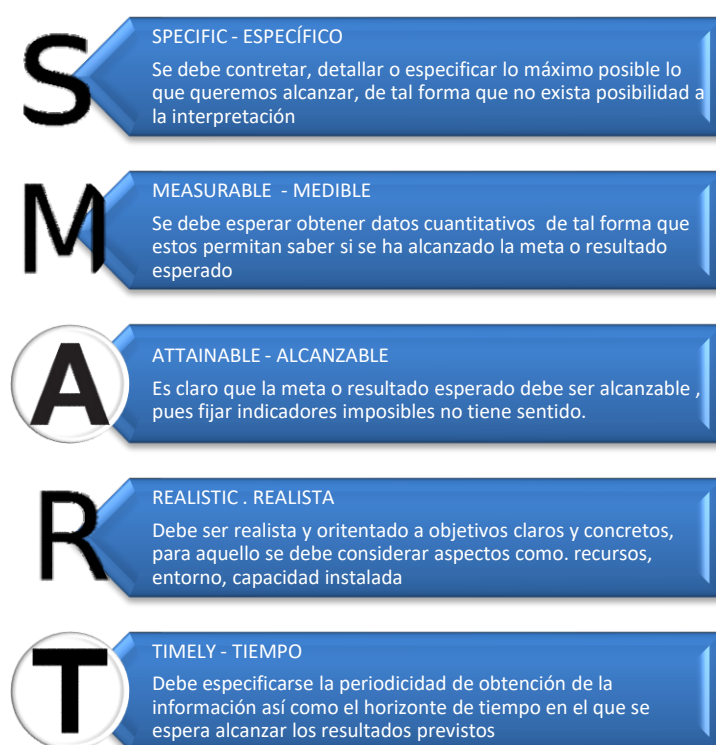 S
SPECIFIC - ESPECÍFICO
Se debe contretar, detallar o especificar lo máximo posible lo
que queremos alcanzar, de tal forma que no exista posibilidad a
la interpretación
M
MEASURABLE - MEDIBLE
Se debe esperar obtener datos cuantitativos de tal forma que
estos permitan saber si se ha alcanzado la meta o resultado
esperado
A
ATTAINABLE - ALCANZABLE
Es claro que la meta o resultado esperado debe ser alcanzable ,
pues fijar indicadores imposibles no tiene sentido.
R
REALISTIC . REALISTA
Debe ser realista y oritentado a objetivos claros y concretos,
para aquello se debe considerar aspectos como. recursos,
entorno, capacidad instalada
T
TIMELY - TIEMPO
Debe especificarse la periodicidad de obtención de la
información así como el horizonte de tiempo en el que se
espera alcanzar los resultados previstos